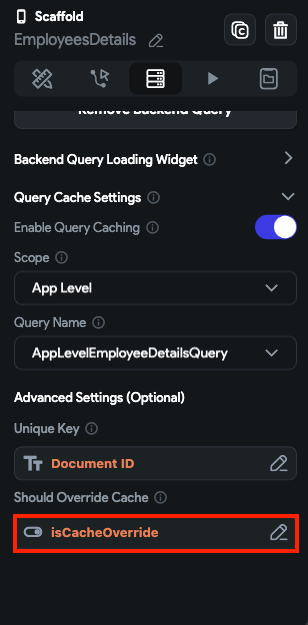 Scaffold
EmployeesDetails
Remove Backend Query
Backend Query Loading Widget
Query Cache Settings
Enable Query Caching
Scope
App Level
Query Name
AppLevelEmployeeDetailsQuery
Advanced Settings (Optional)
Unique Key
Document ID
Should Override Cache
isCacheOverride